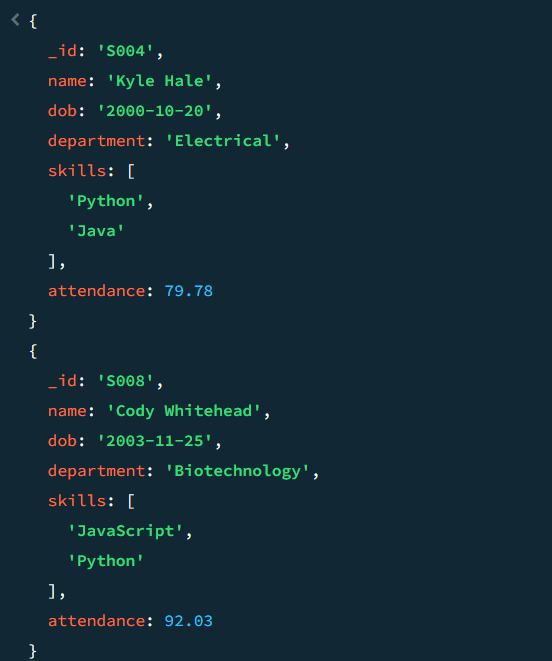 {
_id: 'S004',
name: 'Kyle Hale',
dob: '2000-10-20',
department: 'Electrical',
skills: [
'Python',
'Java'
],
attendance: 79.78
}
{
_id: 'S008',
name: 'Cody Whitehead',
dob: '2003-11-25',
department: 'Biotechnology',
skills: [
'JavaScript',
'Python'
],
attendance: 92.03
}